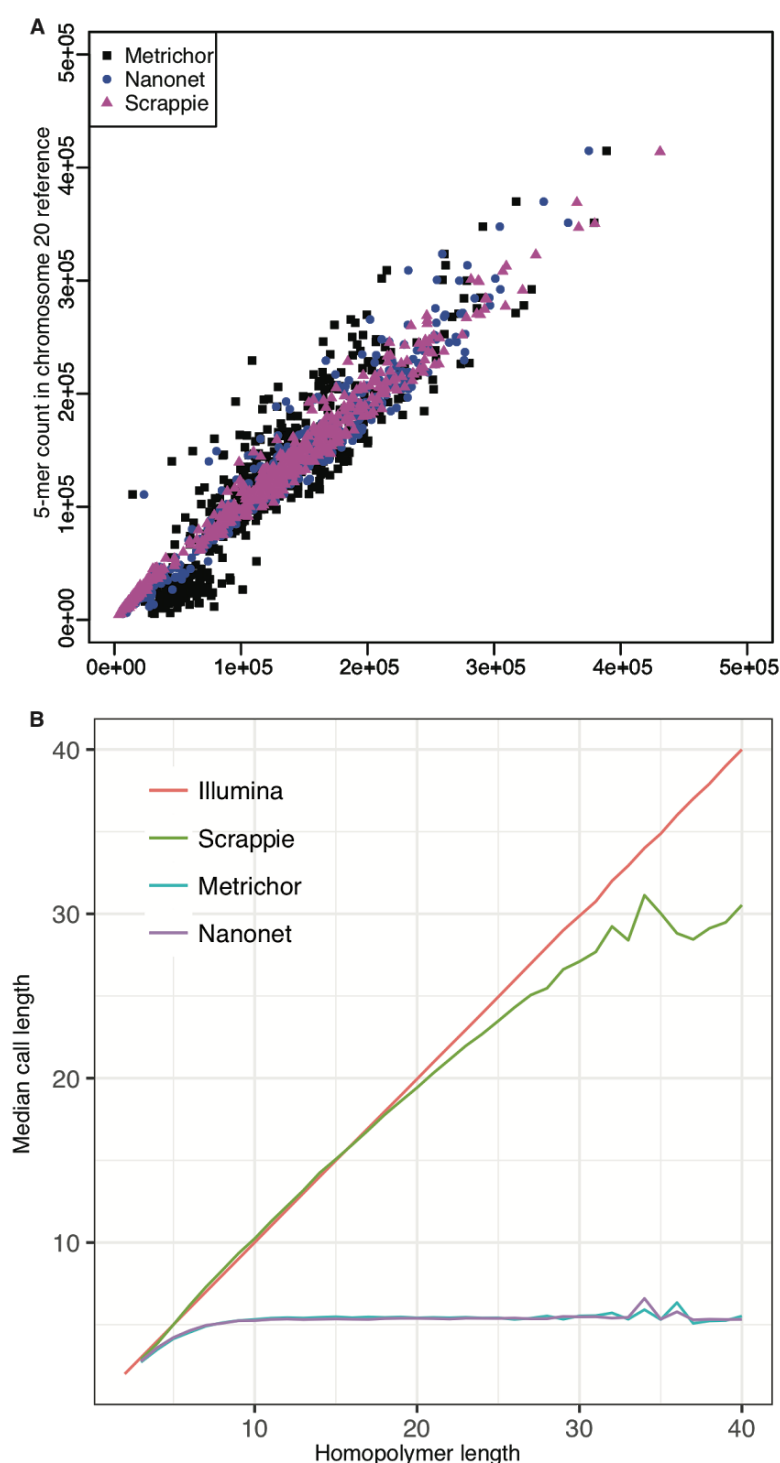 A
5-mer count in chromosome 20 reference
5e+05
4e+05
3e+05
2e+05
1e+05
0e+00
Metrichor
Nanonet
Scrappie
0e+00 1e+05 2e+05 3e+05 4e+05 5e+05
B
Median call length
40
30
20
10
Illumina
Scrappie
Metrichor
Nanonet
10 20 30 40
Homopolymer length